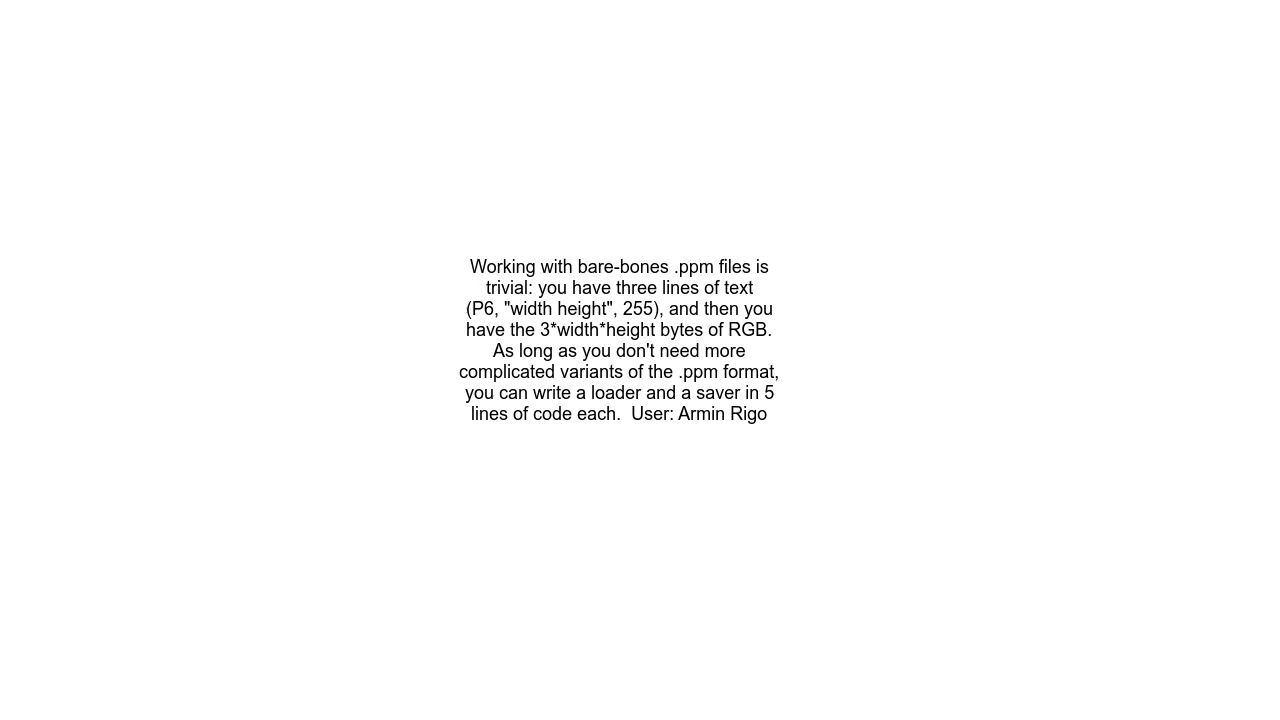 Working with bare-bones .ppm files is
trivial: you have three lines of text
(P6, "width height", 255), and then you
have the 3*width*height bytes of RGB.
As long as you don't need more
complicated variants of the .ppm format,
you can write a loader and a saver in 5
lines of code each.  User: Armin Rigo